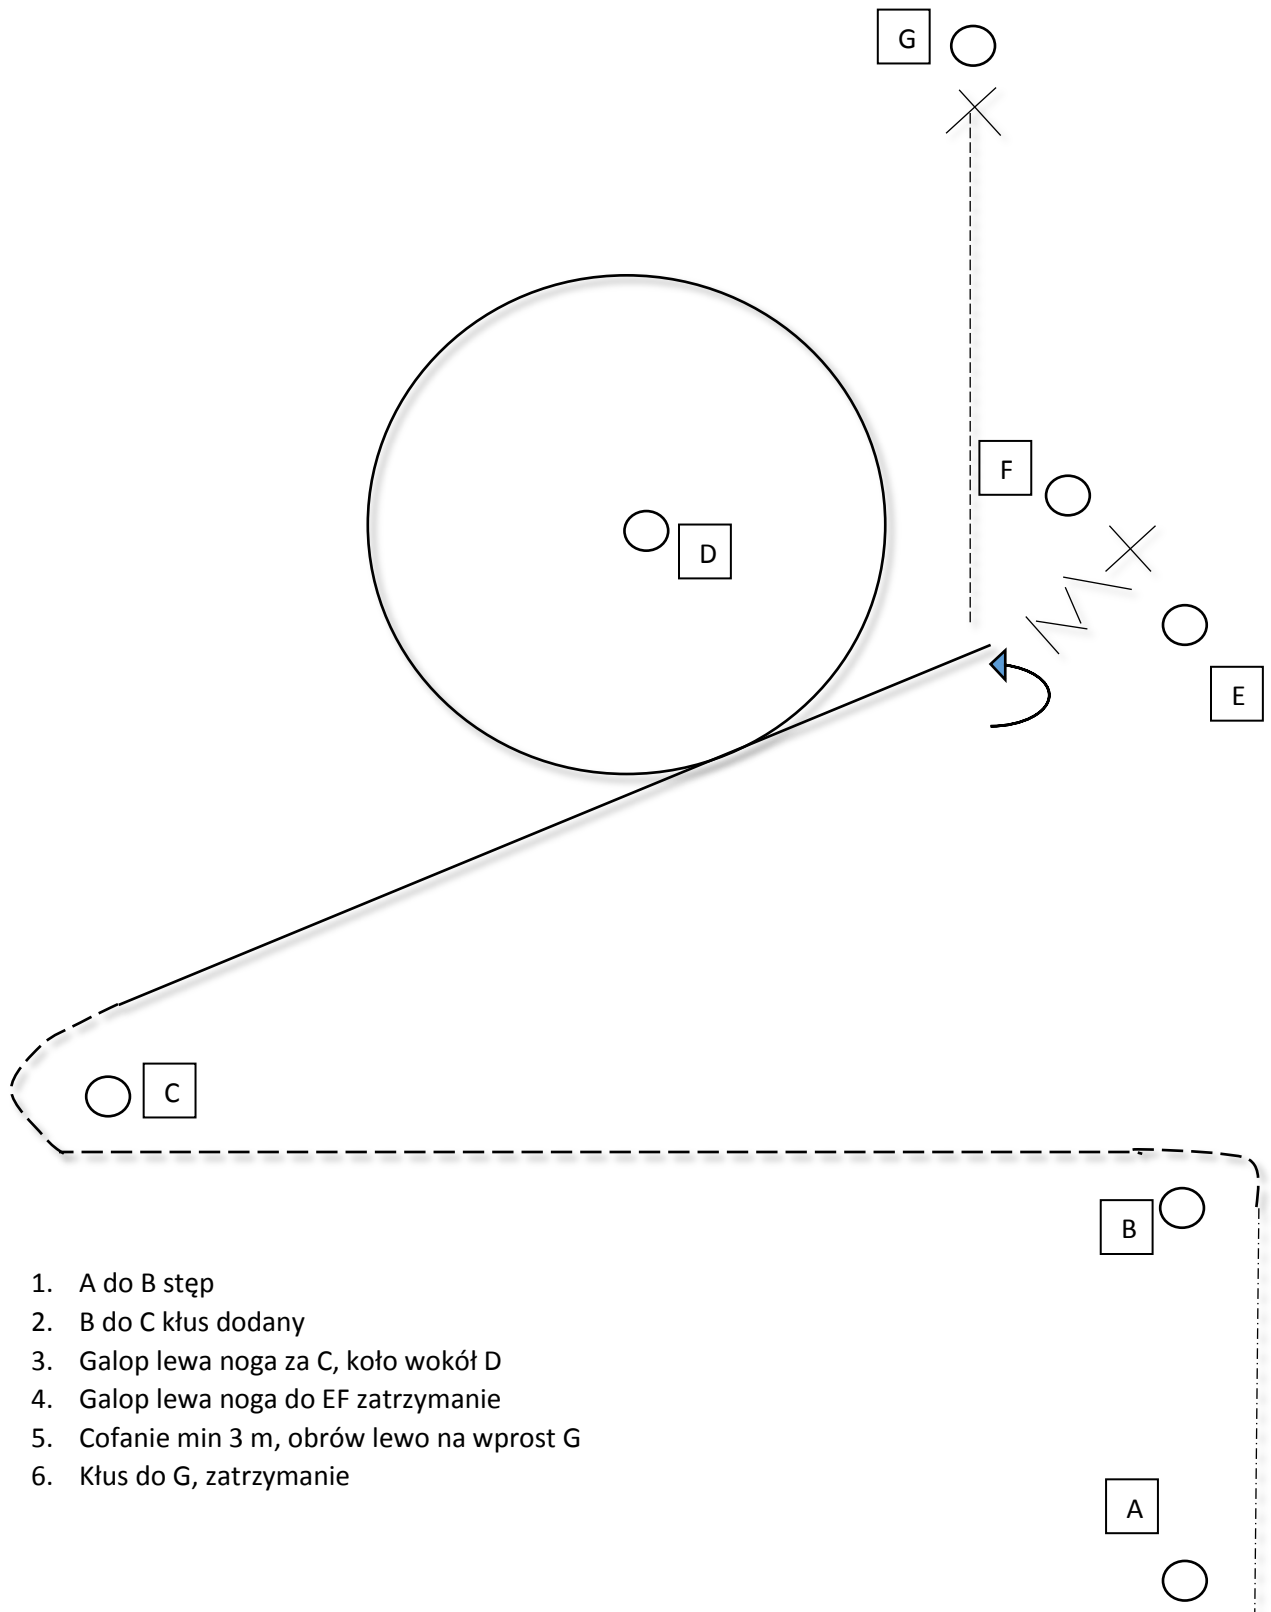 G
F
D
E
C
B
1. A do B stęp
2. B do C kłus dodany
3. Galop lewa noga za C, koło wokół D
4. Galop lewa noga do EF zatrzymanie
5. Cofanie min 3 m, obrów lewo na wprost G
6. Kłus do G, zatrzymanie
A